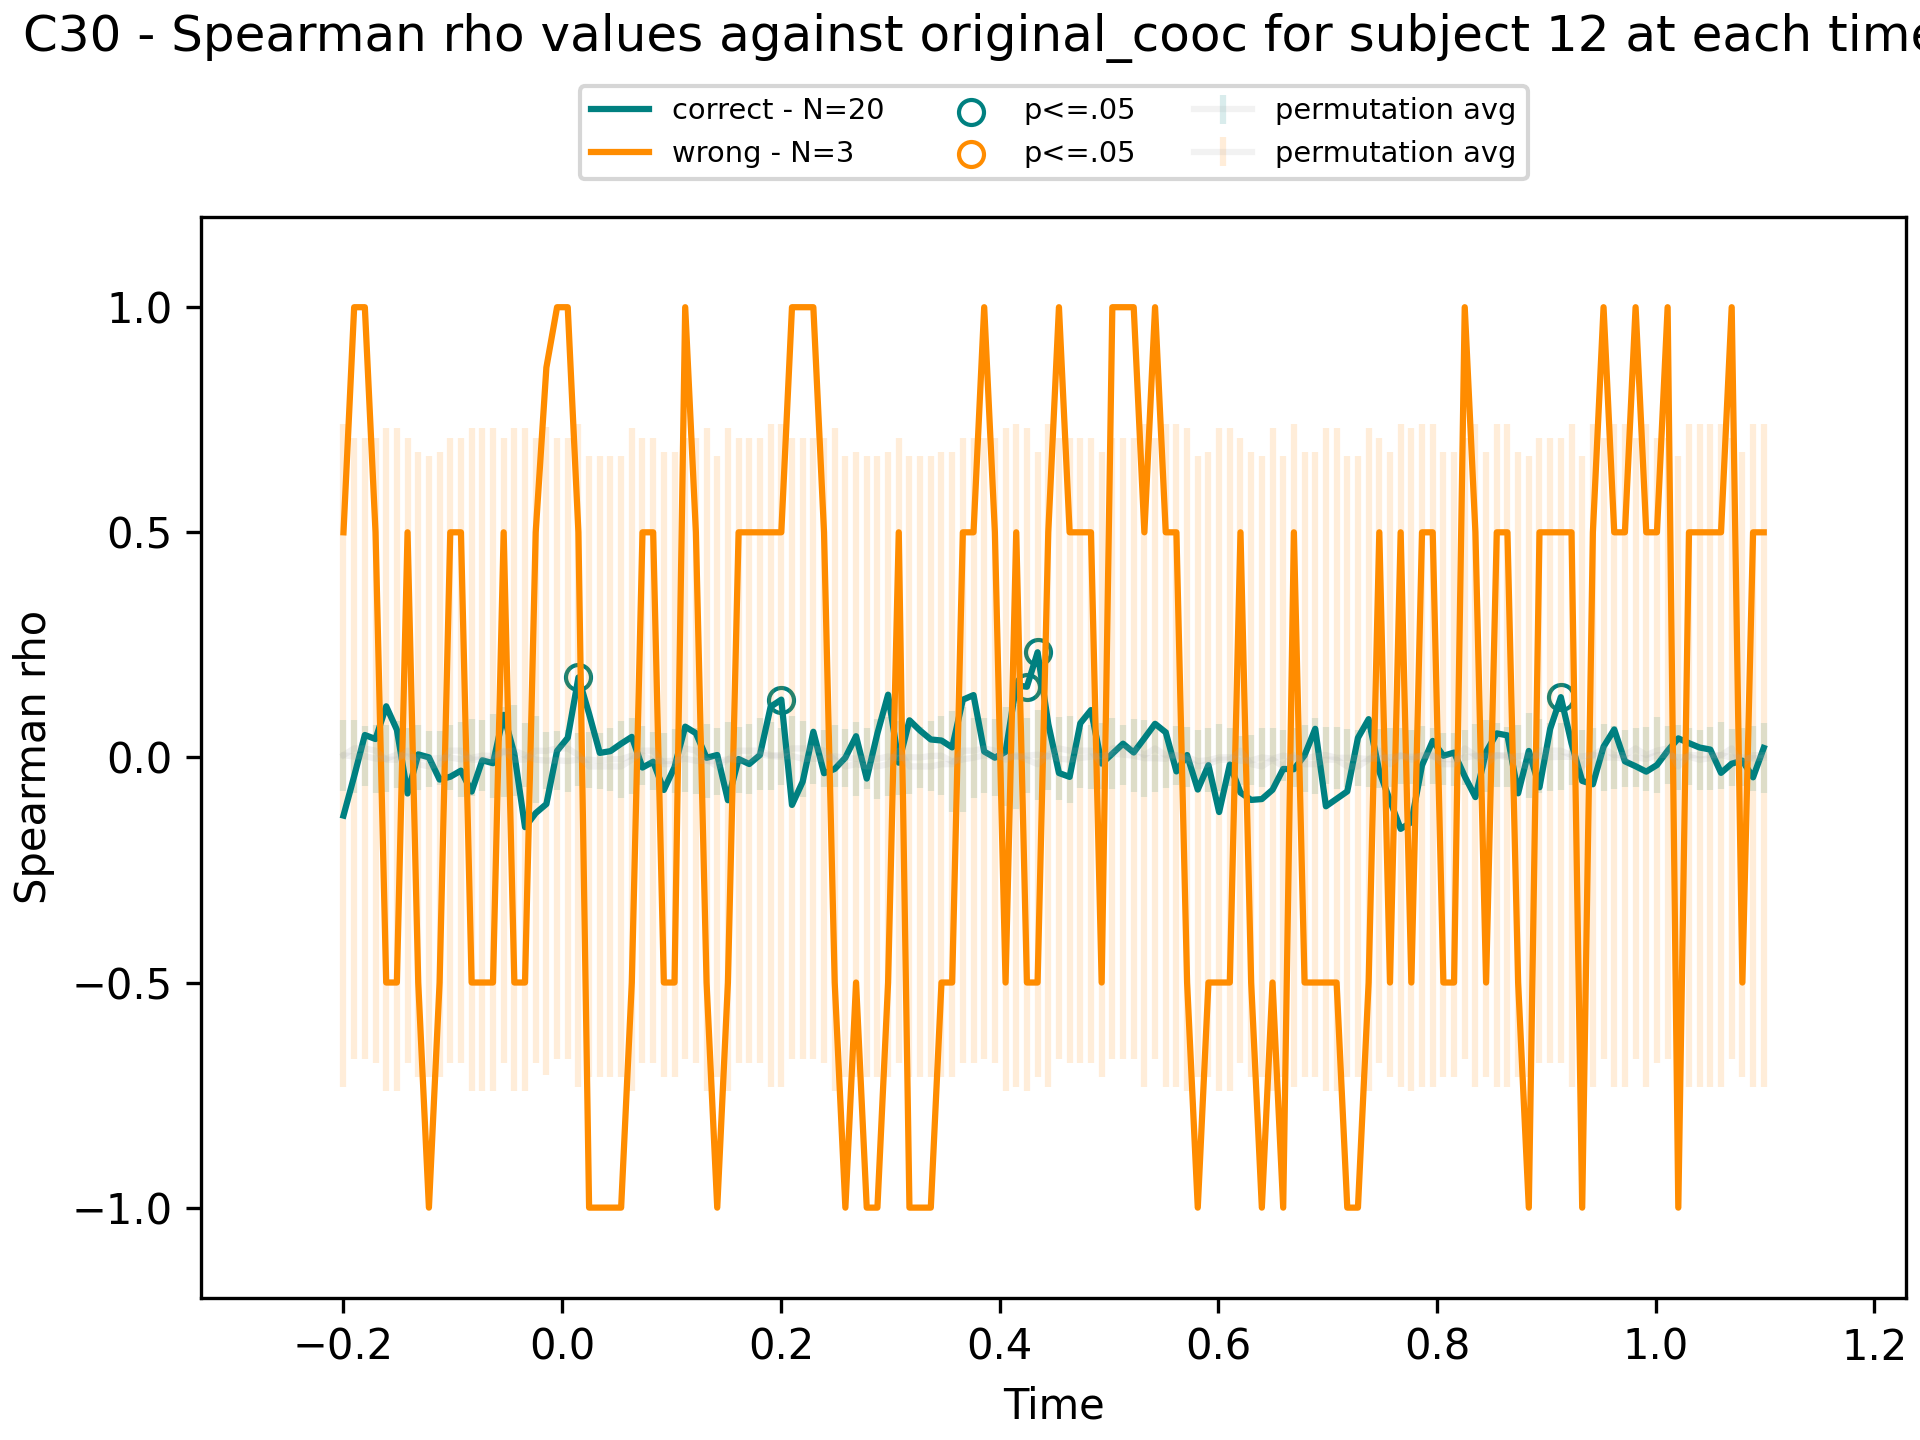 C30 - Spearman rho values against original_cooc for subject 12 at each time
correct - N=20 p<=.05 permutation avg
wrong - N=3 p<=.05 permutation avg
1.0
0.5
0.0
−0.5
−1.0
Spearman rho
−0.2 0.0 0.2 0.4 0.6 0.8 1.0 1.2
Time